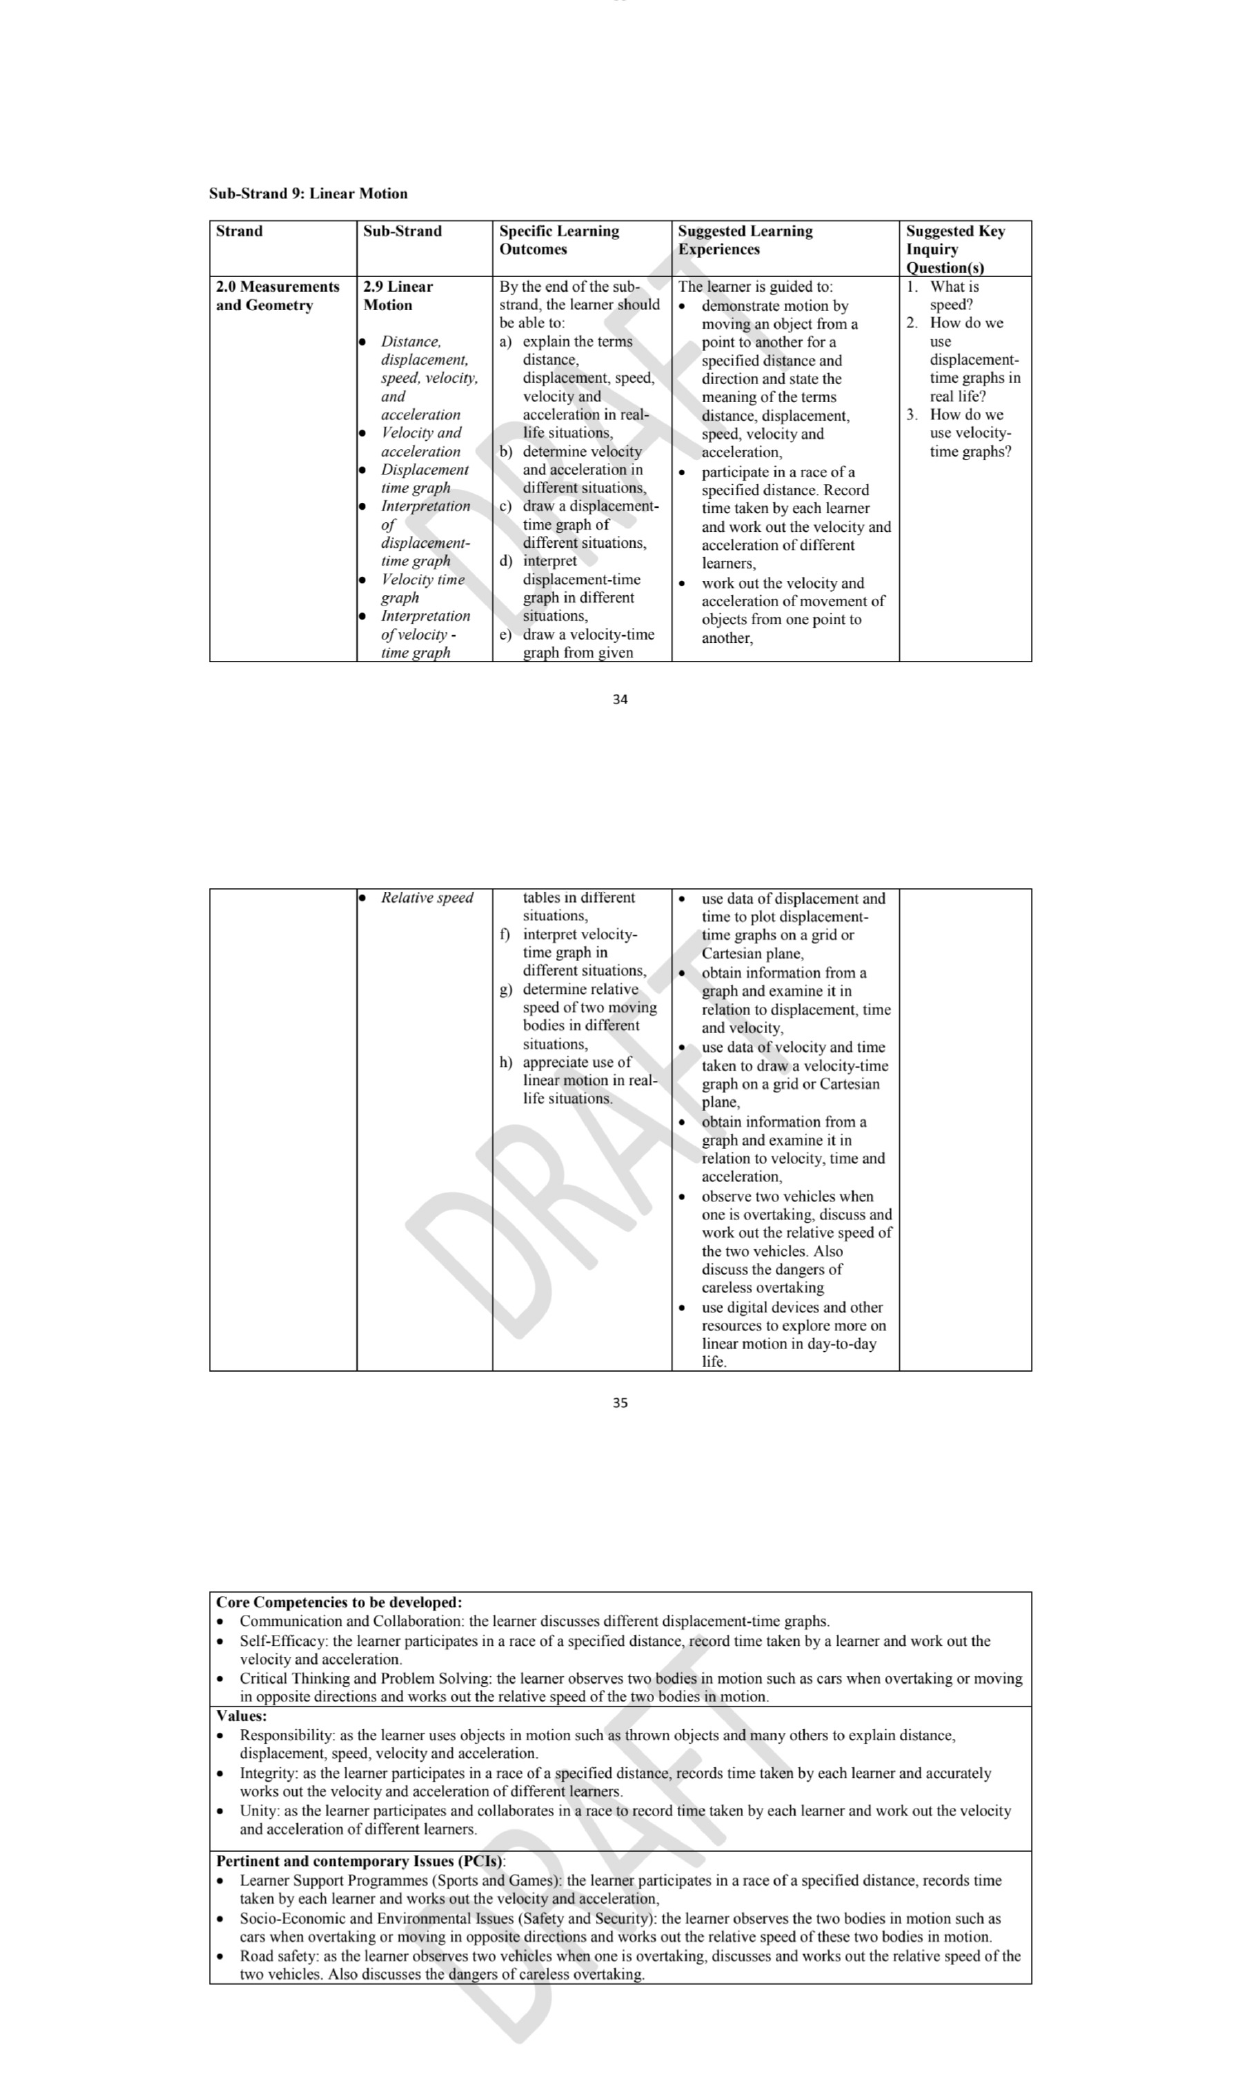 Sub-Strand 9: Linear Motion
Strand
Sub-Strand
Specific Learning
Outcomes
Suggested Learning
Experiences
Suggested Key
Inquiry
Question(s)
2.0 Measurements
and Geometry
2.9 Linear
Motion
● Distance,
displacement,
speed, velocity,
and
acceleration
● Velocity and
acceleration
● Displacement
time graph
● Interpretation
of
displacement-
time graph
● Velocity time
graph
● Interpretation
of velocity -
time graph
By the end of the sub-
strand, the learner should
be able to:
a) explain the terms
distance,
displacement, speed,
velocity and
acceleration in real-
life situations,
b) determine velocity
and acceleration in
different situations,
c) draw a displacement-
time graph of
different situations,
d) interpret
displacement-time
graph in different
situations,
e) draw a velocity-time
graph from given
The learner is guided to:
● demonstrate motion by
moving an object from a
point to another for a
specified distance and
direction and state the
meaning of the terms
distance, displacement,
speed, velocity and
acceleration,
● participate in a race of a
specified distance. Record
time taken by each learner
and work out the velocity and
acceleration of different
learners,
● work out the velocity and
acceleration of movement of
objects from one point to
another,
1. What is
speed?
2. How do we
use
displacement-
time graphs in
real life?
3. How do we
use velocity-
time graphs?
DRAFT
34
● Relative speed
tables in different
situations,
f) interpret velocity-
time graph in
different situations,
g) determine relative
speed of two moving
bodies in different
situations,
h) appreciate use of
linear motion in real-
life situations.
● use data of displacement and
time to plot displacement-
time graphs on a grid or
Cartesian plane,
● obtain information from a
graph and examine it in
relation to displacement, time
and velocity,
● use data of velocity and time
taken to draw a velocity-time
graph on a grid or Cartesian
plane,
● obtain information from a
graph and examine it in
relation to velocity, time and
acceleration,
● observe two vehicles when
one is overtaking, discuss and
work out the relative speed of
the two vehicles. Also
discuss the dangers of
careless overtaking
● use digital devices and other
resources to explore more on
linear motion in day-to-day
life.
DRAFT
35
Core Competencies to be developed:
● Communication and Collaboration: the learner discusses different displacement-time graphs.
● Self-Efficacy: the learner participates in a race of a specified distance, record time taken by a learner and work out the
velocity and acceleration.
● Critical Thinking and Problem Solving: the learner observes two bodies in motion such as cars when overtaking or moving
in opposite directions and works out the relative speed of the two bodies in motion.
Values:
● Responsibility: as the learner uses objects in motion such as thrown objects and many others to explain distance,
displacement, speed, velocity and acceleration.
● Integrity: as the learner participates in a race of a specified distance, records time taken by each learner and accurately
works out the velocity and acceleration of different learners.
● Unity: as the learner participates and collaborates in a race to record time taken by each learner and work out the velocity
and acceleration of different learners.
Pertinent and contemporary Issues (PCIs):
● Learner Support Programmes (Sports and Games): the learner participates in a race of a specified distance, records time
taken by each learner and works out the velocity and acceleration,
● Socio-Economic and Environmental Issues (Safety and Security): the learner observes the two bodies in motion such as
cars when overtaking or moving in opposite directions and works out the relative speed of these two bodies in motion.
● Road safety: as the learner observes two vehicles when one is overtaking, discusses and works out the relative speed of the
two vehicles. Also discusses the dangers of careless overtaking.
DRAFT